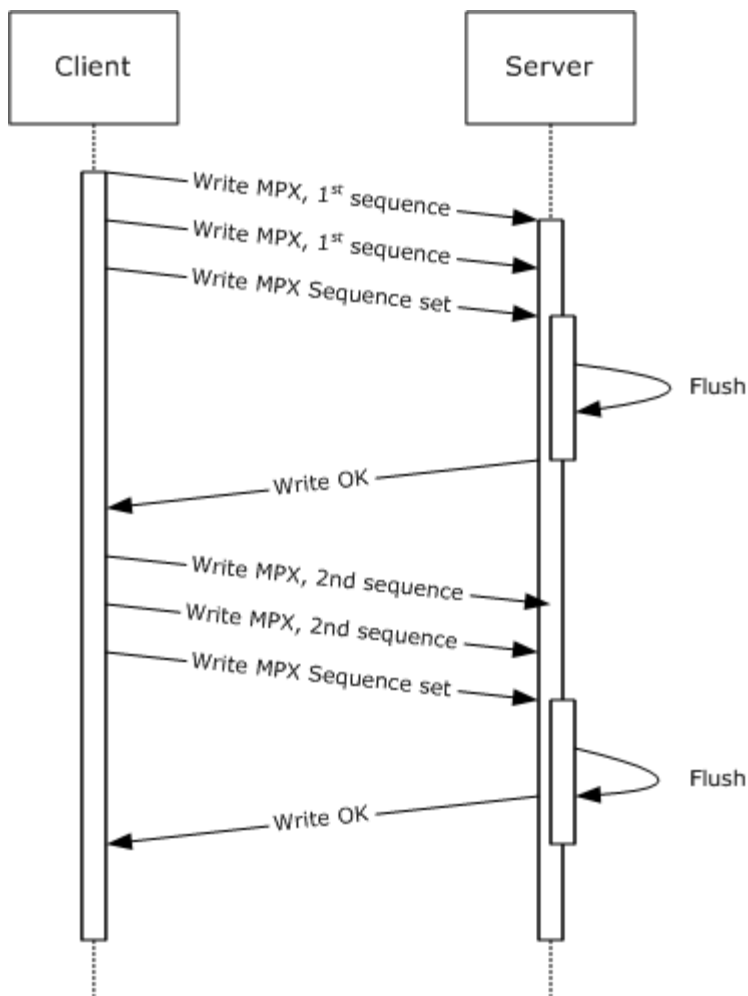 Client
Server
Write MPX, 1st sequence
Write MPX, 1st sequence
Write MPX Sequence set
Flush
Write OK
Write MPX, 2nd sequence
Write MPX, 2nd sequence
Write MPX Sequence set
Flush
Write OK